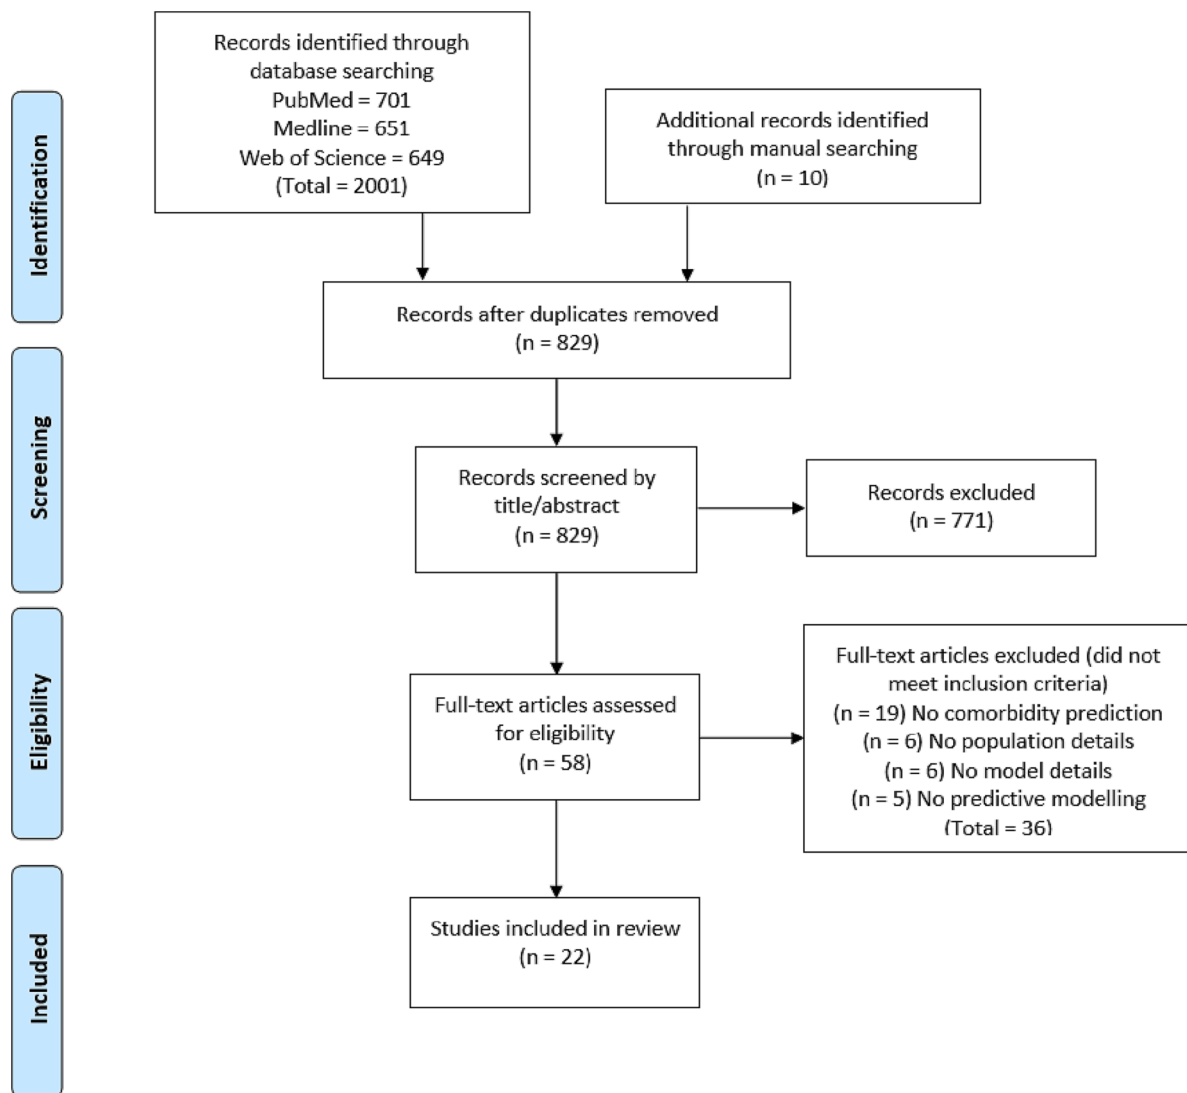 Identification
Records identified through
database searching
PubMed = 701
Medline = 651
Web of Science = 649
(Total = 2001)
Additional records identified
through manual searching
(n = 10)
Records after duplicates removed
(n = 829)
Screening
Records screened by
title/abstract
(n = 829)
Records excluded
(n = 771)
Eligibility
Full-text articles assessed
for eligibility
(n = 58)
Full-text articles excluded (did not
meet inclusion criteria)
(n = 19) No comorbidity prediction
(n = 6) No population details
(n = 6) No model details
(n = 5) No predictive modelling
(Total = 36)
Included
Studies included in review
(n = 22)